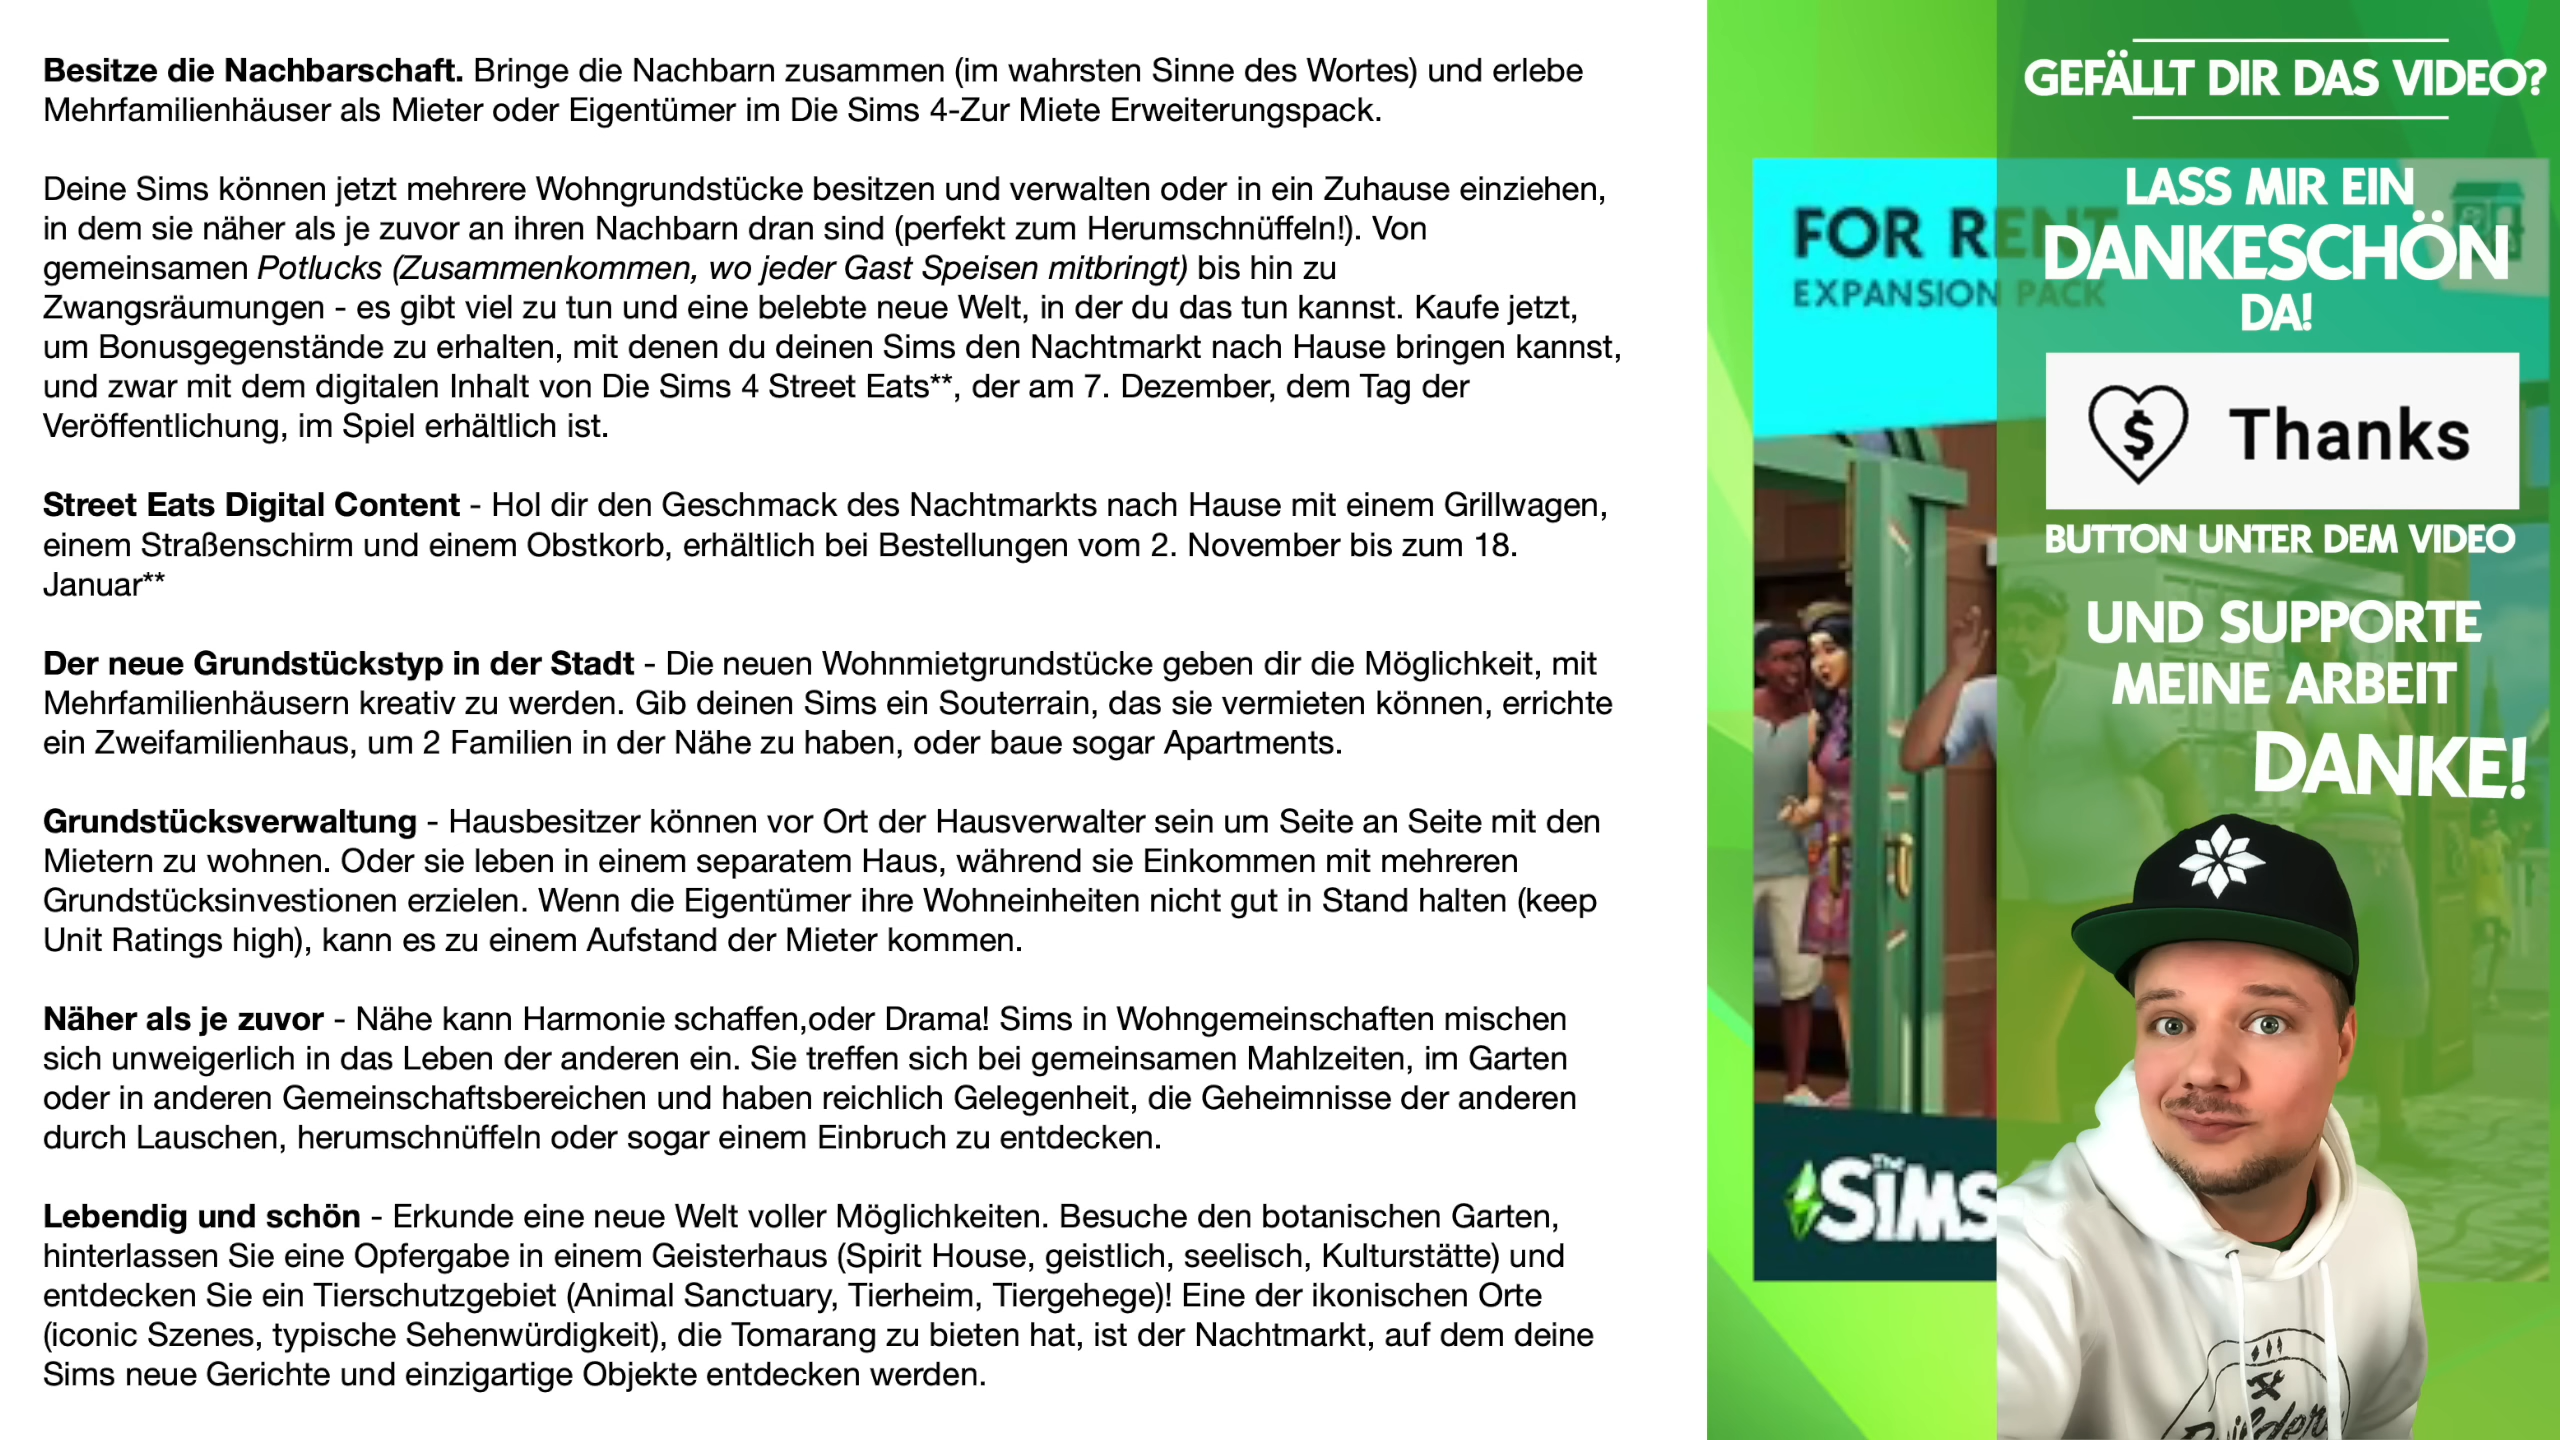 Besitze die Nachbarschaft. Bringe die Nachbarn zusammen (im wahrsten Sinne des Wortes) und erlebe
Mehrfamilienhäuser als Mieter oder Eigentümer im Die Sims 4-Zur Miete Erweiterungspack.
Deine Sims können jetzt mehrere Wohngrundstücke besitzen und verwalten oder in ein Zuhause einziehen,
in dem sie näher als je zuvor an ihren Nachbarn dran sind (perfekt zum Herumschnüffeln!). Von
gemeinsamen Potlucks (Zusammenkommen, wo jeder Gast Speisen mitbringt) bis hin zu
Zwangsräumungen - es gibt viel zu tun und eine belebte neue Welt, in der du das tun kannst. Kaufe jetzt,
um Bonusgegenstände zu erhalten, mit denen du deinen Sims den Nachtmarkt nach Hause bringen kannst,
und zwar mit dem digitalen Inhalt von Die Sims 4 Street Eats**, der am 7. Dezember, dem Tag der
Veröffentlichung, im Spiel erhältlich ist.
Street Eats Digital Content - Hol dir den Geschmack des Nachtmarkts nach Hause mit einem Grillwagen,
einem Straßenschirm und einem Obstkorb, erhältlich bei Bestellungen vom 2. November bis zum 18.
Januar**
Der neue Grundstückstyp in der Stadt - Die neuen Wohnmietgrundstücke geben dir die Möglichkeit, mit
Mehrfamilienhäusern kreativ zu werden. Gib deinen Sims ein Souterrain, das sie vermieten können, errichte
ein Zweifamilienhaus, um 2 Familien in der Nähe zu haben, oder baue sogar Apartments.
Grundstücksverwaltung - Hausbesitzer können vor Ort der Hausverwalter sein um Seite an Seite mit den
Mietern zu wohnen. Oder sie leben in einem separatem Haus, während sie Einkommen mit mehreren
Grundstücksinvestionen erzielen. Wenn die Eigentümer ihre Wohneinheiten nicht gut in Stand halten (keep
Unit Ratings high), kann es zu einem Aufstand der Mieter kommen.
Näher als je zuvor - Nähe kann Harmonie schaffen,oder Drama! Sims in Wohngemeinschaften mischen
sich unweigerlich in das Leben der anderen ein. Sie treffen sich bei gemeinsamen Mahlzeiten, im Garten
oder in anderen Gemeinschaftsbereichen und haben reichlich Gelegenheit, die Geheimnisse der anderen
durch Lauschen, herumschnüffeln oder sogar einem Einbruch zu entdecken.
Lebendig und schön - Erkunde eine neue Welt voller Möglichkeiten. Besuche den botanischen Garten,
hinterlassen Sie eine Opfergabe in einem Geisterhaus (Spirit House, geistlich, seelisch, Kulturstätte) und
entdecken Sie ein Tierschutzgebiet (Animal Sanctuary, Tierheim, Tiergehege)! Eine der ikonischen Orte
(iconic Szenes, typische Sehenwürdigkeit), die Tomarang zu bieten hat, ist der Nachtmarkt, auf dem deine
Sims neue Gerichte und einzigartige Objekte entdecken werden.
FOR RENT
EXPANSION PACK
The
SIMS
GEFÄLLT DIR DAS VIDEO?
LASS MIR EIN
DANKESCHÖN
DA!
$ Thanks
BUTTON UNTER DEM VIDEO
UND SUPPORTE
MEINE ARBEIT
DANKE!